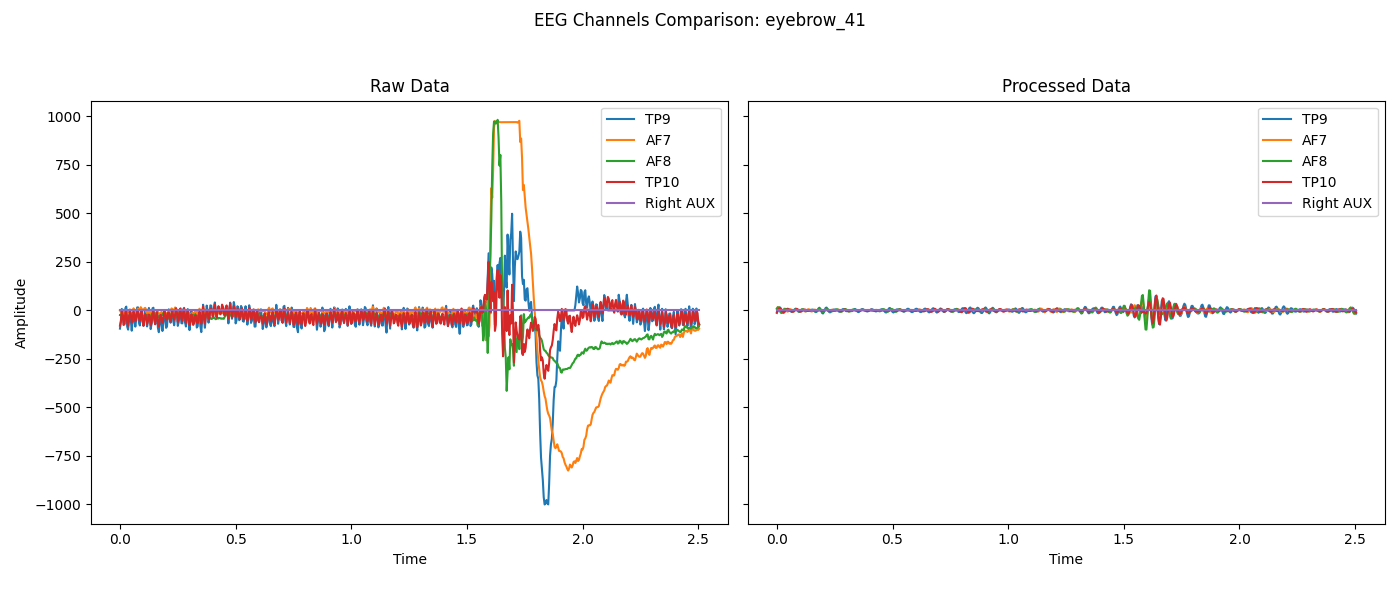 EEG Channels Comparison: eyebrow_41
Raw Data
Amplitude
1000
750
500
250
0
−250
−500
−750
−1000
0.0 0.5 1.0 1.5 2.0 2.5
Time
TP9
AF7
AF8
TP10
Right AUX
Processed Data
0.0 0.5 1.0 1.5 2.0 2.5
Time
TP9
AF7
AF8
TP10
Right AUX